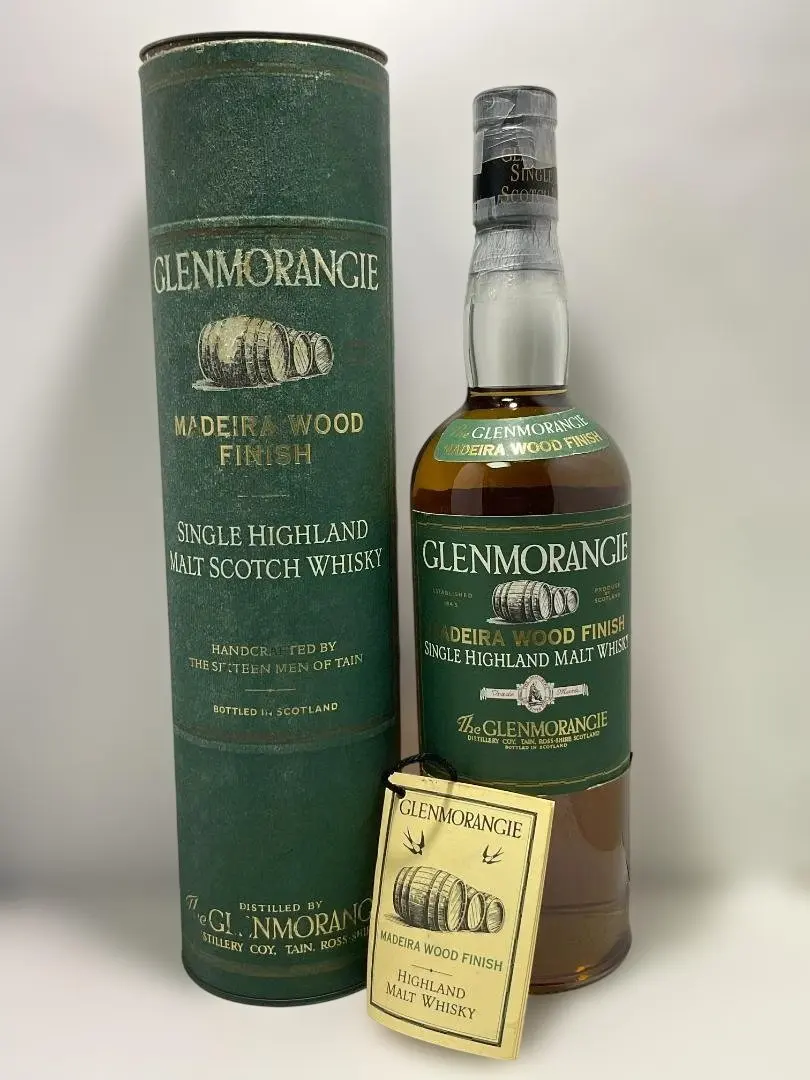 GLENMORANGIE
MADEIRA WOOD
FINISH
SINGLE HIGHLAND
MALT SCOTCH WHISKY
HANDCRAFTED BY
THE SIXTEEN MEN OF TAIN
BOTTLED IN SCOTLAND
DISTILLED BY
The GLENMORANG
STILLERY COY, TAIN, ROSS-SHI
SINGLE
SCOTCH
The GLENMORANGIE
MADEIRA WOOD FINISH
GLENMORANGIE
ESTABLISHED
1843
PRODUCE
OF
SCOTLAND
MADEIRA WOOD FINISH
SINGLE HIGHLAND MALT WHISKY
Trade Mark
The GLENMORANGIE
DISTILLERY COY, TAIN, ROSS-SHIRE SCOTLAND
BOTTLED IN SCOTLAND
GLENMORANGIE
MADEIRA WOOD FINISH
HIGHLAND
MALT WHISKY